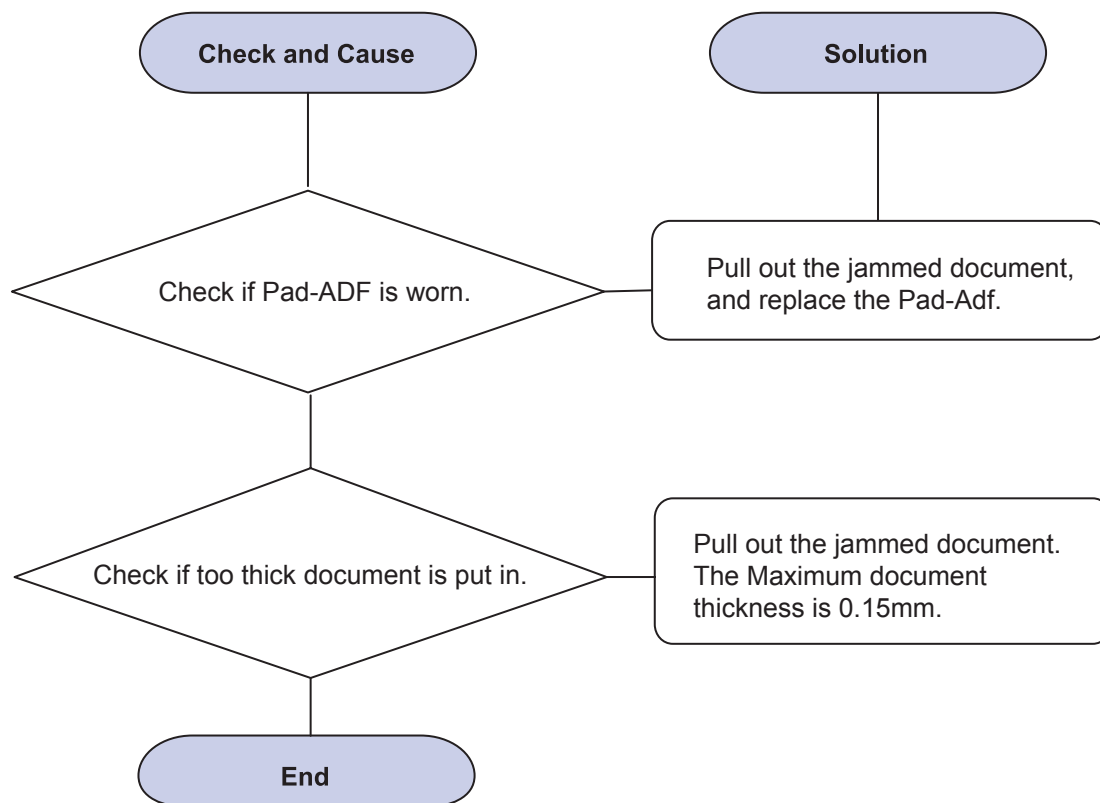 Check and Cause
Solution
Check if Pad-ADF is worn.
Pull out the jammed document,
and replace the Pad-Adf.
Check if too thick document is put in.
Pull out the jammed document.
The Maximum document
thickness is 0.15mm.
End